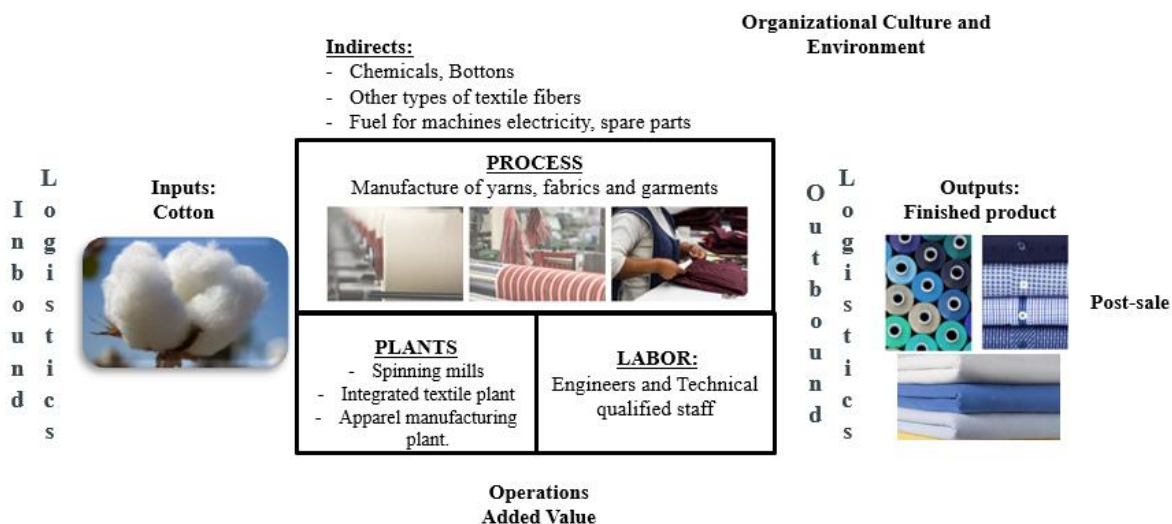 Organizational Culture and
Environment
Indirects:
- Chemicals, Bottons
- Other types of textile fibers
- Fuel for machines electricity, spare parts
Inbound
Logistics
Inputs:
Cotton
PROCESS
Manufacture of yarns, fabrics and garments
PLANTS
- Spinning mills
- Integrated textile plant
- Apparel manufacturing
plant.
LABOR:
Engineers and Technical
qualified staff
Outbound
Logistics
Outputs:
Finished product
Post-sale
Operations
Added Value